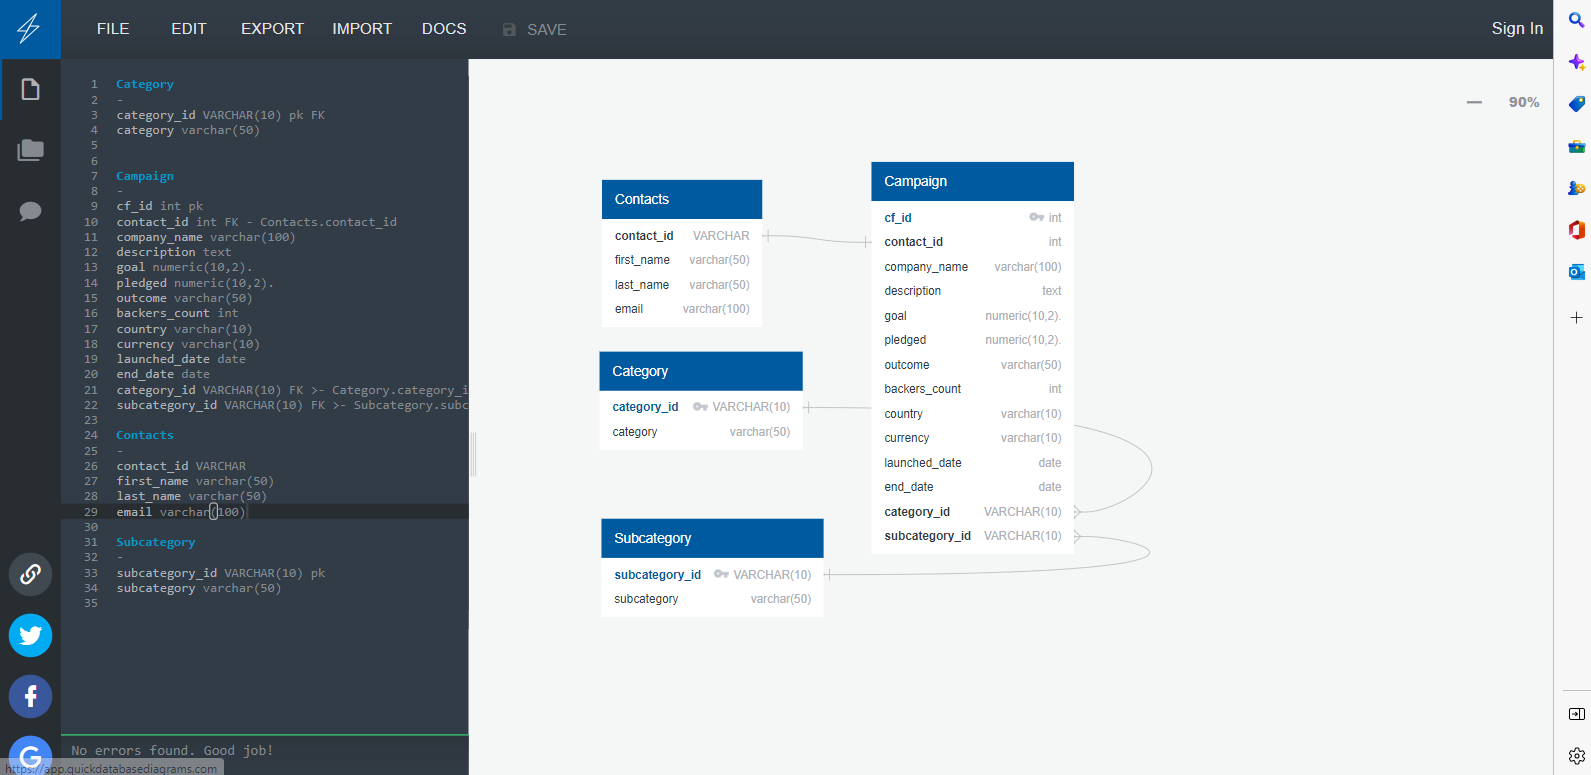 FILE EDIT EXPORT IMPORT DOCS SAVE Sign In
1 Category
2 -
3 category_id VARCHAR(10) pk FK
4 category varchar(50)
5
6
7 Campaign
8 -
9 cf_id int pk
10 contact_id int FK - Contacts.contact_id
11 company_name varchar(100)
12 description text
13 goal numeric(10,2).
14 pledged numeric(10,2).
15 outcome varchar(50)
16 backers_count int
17 country varchar(10)
18 currency varchar(10)
19 launched_date date
20 end_date date
21 category_id VARCHAR(10) FK >- Category.category_i
22 subcategory_id VARCHAR(10) FK >- Subcategory.subc
23
24 Contacts
25 -
26 contact_id VARCHAR
27 first_name varchar(50)
28 last_name varchar(50)
29 email varchar(100)
30
31 Subcategory
32 -
33 subcategory_id VARCHAR(10) pk
34 subcategory varchar(50)
35
No errors found. Good job!
https://app.quickdatabasediagrams.com
90%
Contacts
contact_id VARCHAR
first_name varchar(50)
last_name varchar(50)
email varchar(100)
Category
category_id VARCHAR(10)
category varchar(50)
Subcategory
subcategory_id VARCHAR(10)
subcategory varchar(50)
Campaign
cf_id int
contact_id int
company_name varchar(100)
description text
goal numeric(10,2).
pledged numeric(10,2).
outcome varchar(50)
backers_count int
country varchar(10)
currency varchar(10)
launched_date date
end_date date
category_id VARCHAR(10)
subcategory_id VARCHAR(10)